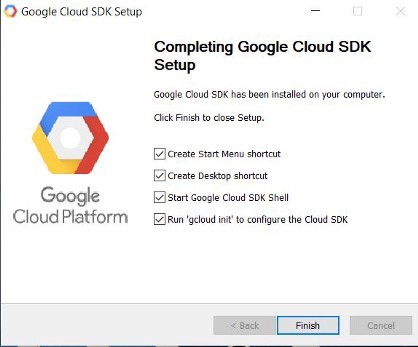 Google Cloud SDK Setup
Completing Google Cloud SDK
Setup
Google Cloud SDK has been installed on your computer.
Click Finish to close Setup.
Create Start Menu shortcut
Create Desktop shortcut
Start Google Cloud SDK Shell
Run 'gcloud init' to configure the Cloud SDK
Google
Cloud Platform
< Back
Finish
Cancel